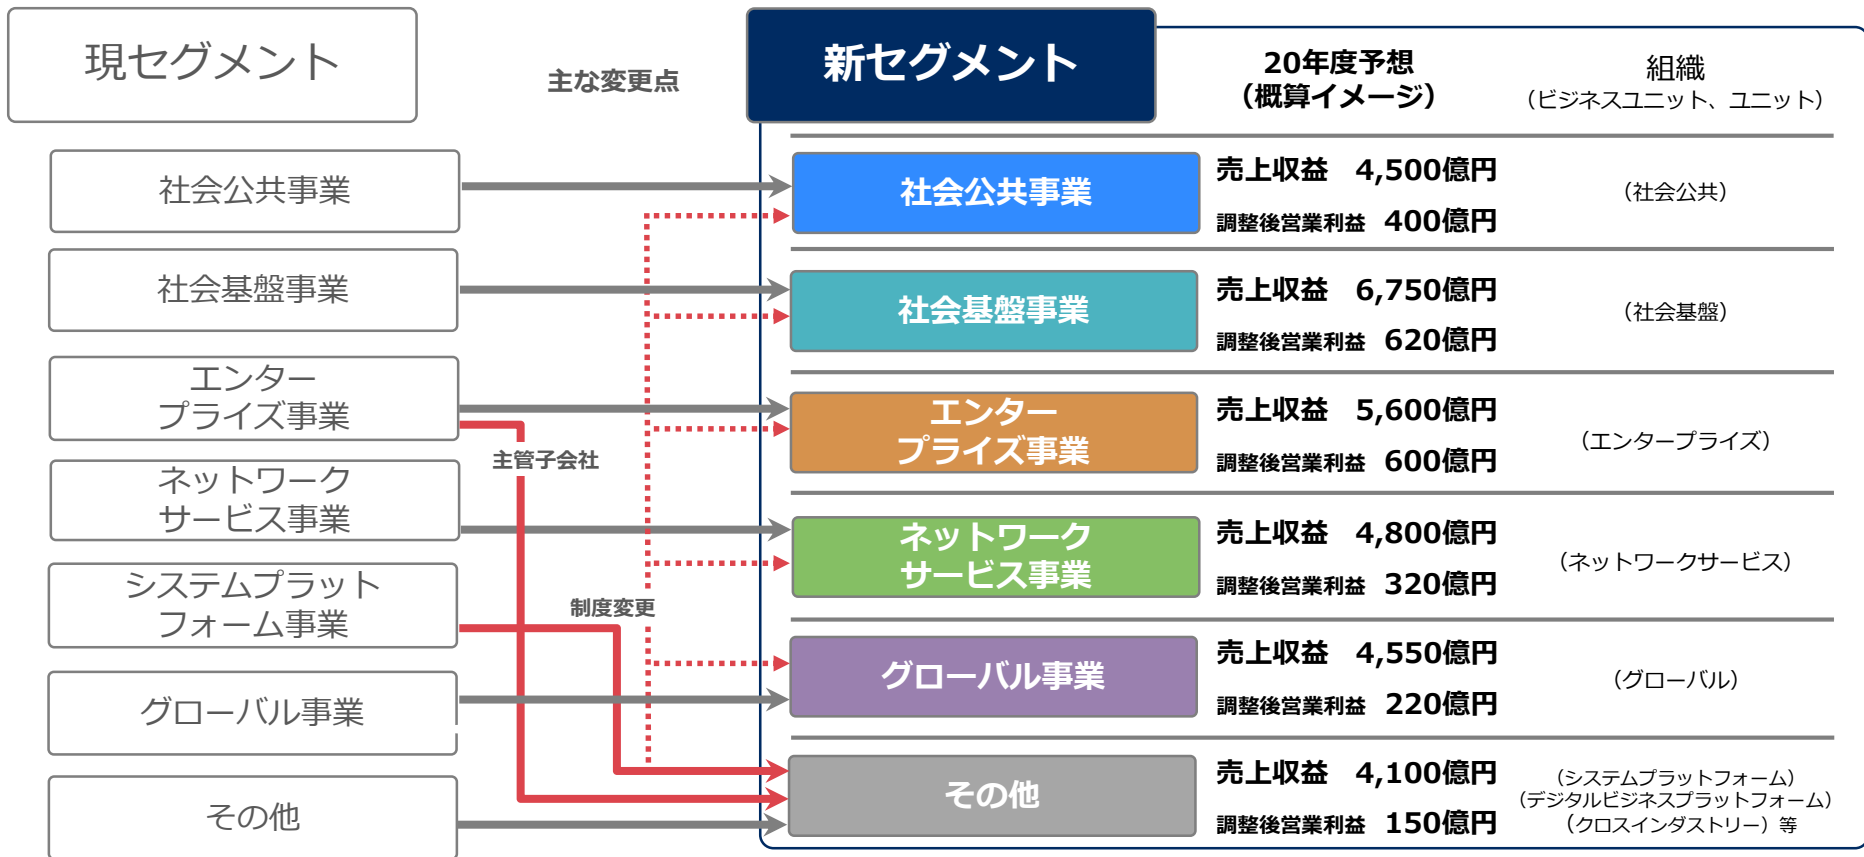 現セグメント
主な変更点
新セグメント
20年度予想
（概算イメージ）
組織
（ビジネスユニット、ユニット）
社会公共事業
社会公共事業
売上収益 4,500億円
調整後営業利益 400億円
（社会公共）
社会基盤事業
社会基盤事業
売上収益 6,750億円
調整後営業利益 620億円
（社会基盤）
エンター
プライズ事業
エンター
プライズ事業
売上収益 5,600億円
調整後営業利益 600億円
（エンタープライズ）
主管子会社
ネットワーク
サービス事業
ネットワーク
サービス事業
売上収益 4,800億円
調整後営業利益 320億円
（ネットワークサービス）
システムプラット
フォーム事業
制度変更
グローバル事業
グローバル事業
売上収益 4,550億円
調整後営業利益 220億円
（グローバル）
その他
その他
売上収益 4,100億円
調整後営業利益 150億円
（システムプラットフォーム）
（デジタルビジネスプラットフォーム）
（クロスインダストリー）等